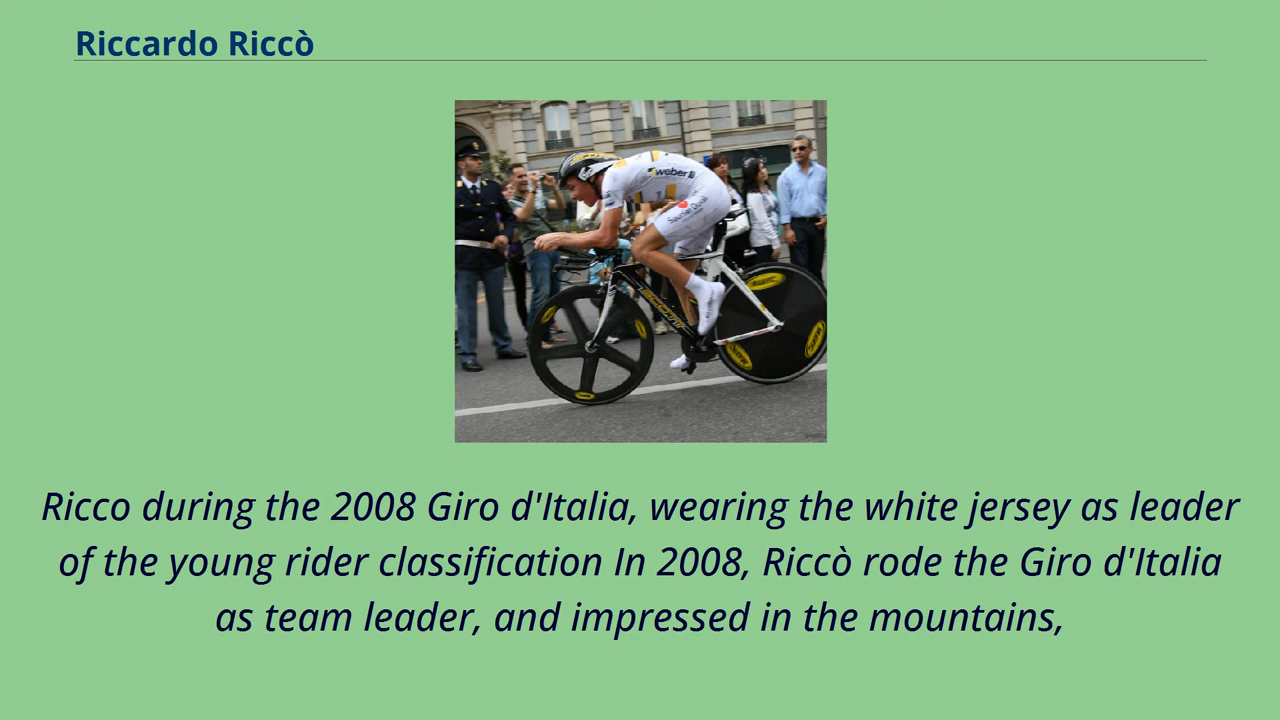 Riccardo Riccò
weber
Ricco during the 2008 Giro d'Italia, wearing the white jersey as leader
of the young rider classification In 2008, Riccò rode the Giro d'Italia
as team leader, and impressed in the mountains,